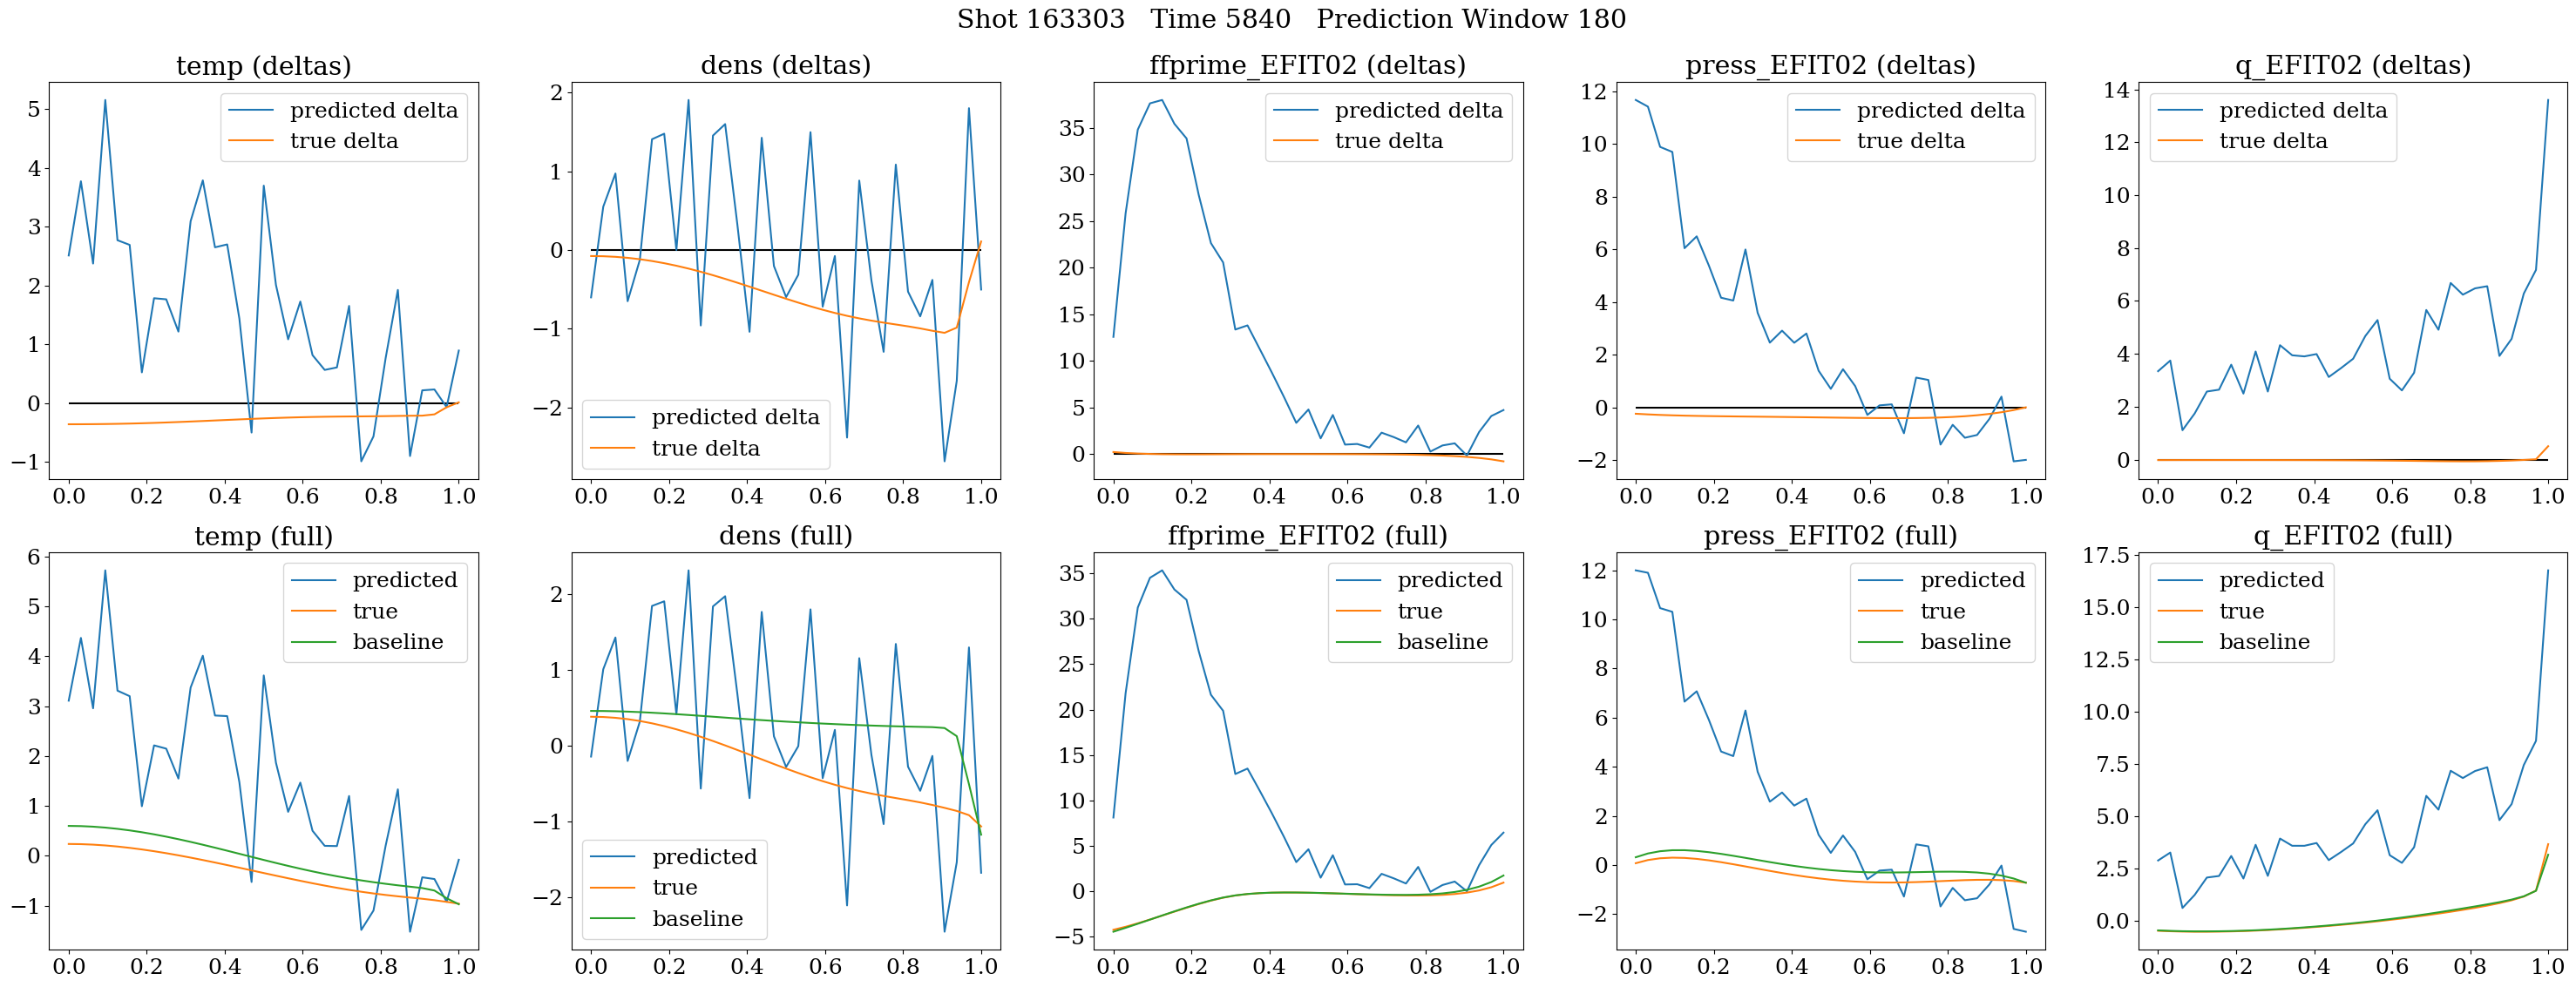 Shot 163303   Time 5840   Prediction Window 180
temp (deltas)
5
4
3
2
1
0
−1
0.0 0.2 0.4 0.6 0.8 1.0
predicted delta
true delta
dens (deltas)
2
1
0
−1
−2
0.0 0.2 0.4 0.6 0.8 1.0
predicted delta
true delta
ffprime_EFIT02 (deltas)
35
30
25
20
15
10
5
0
0.0 0.2 0.4 0.6 0.8 1.0
predicted delta
true delta
press_EFIT02 (deltas)
12
10
8
6
4
2
0
−2
0.0 0.2 0.4 0.6 0.8 1.0
predicted delta
true delta
q_EFIT02 (deltas)
14
12
10
8
6
4
2
0
0.0 0.2 0.4 0.6 0.8 1.0
predicted delta
true delta
temp (full)
6
5
4
3
2
1
0
−1
0.0 0.2 0.4 0.6 0.8 1.0
predicted
true
baseline
dens (full)
2
1
0
−1
−2
0.0 0.2 0.4 0.6 0.8 1.0
predicted
true
baseline
ffprime_EFIT02 (full)
35
30
25
20
15
10
5
0
−5
0.0 0.2 0.4 0.6 0.8 1.0
predicted
true
baseline
press_EFIT02 (full)
12
10
8
6
4
2
0
−2
0.0 0.2 0.4 0.6 0.8 1.0
predicted
true
baseline
q_EFIT02 (full)
17.5
15.0
12.5
10.0
7.5
5.0
2.5
0.0
0.0 0.2 0.4 0.6 0.8 1.0
predicted
true
baseline